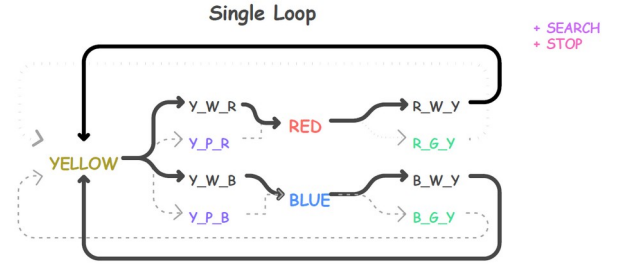 Single Loop
+ SEARCH
+ STOP
Y_W_R
R_W_Y
RED
Y_P_R
R_G_Y
YELLOW
Y_W_B
B_W_Y
BLUE
Y_P_B
B_G_Y